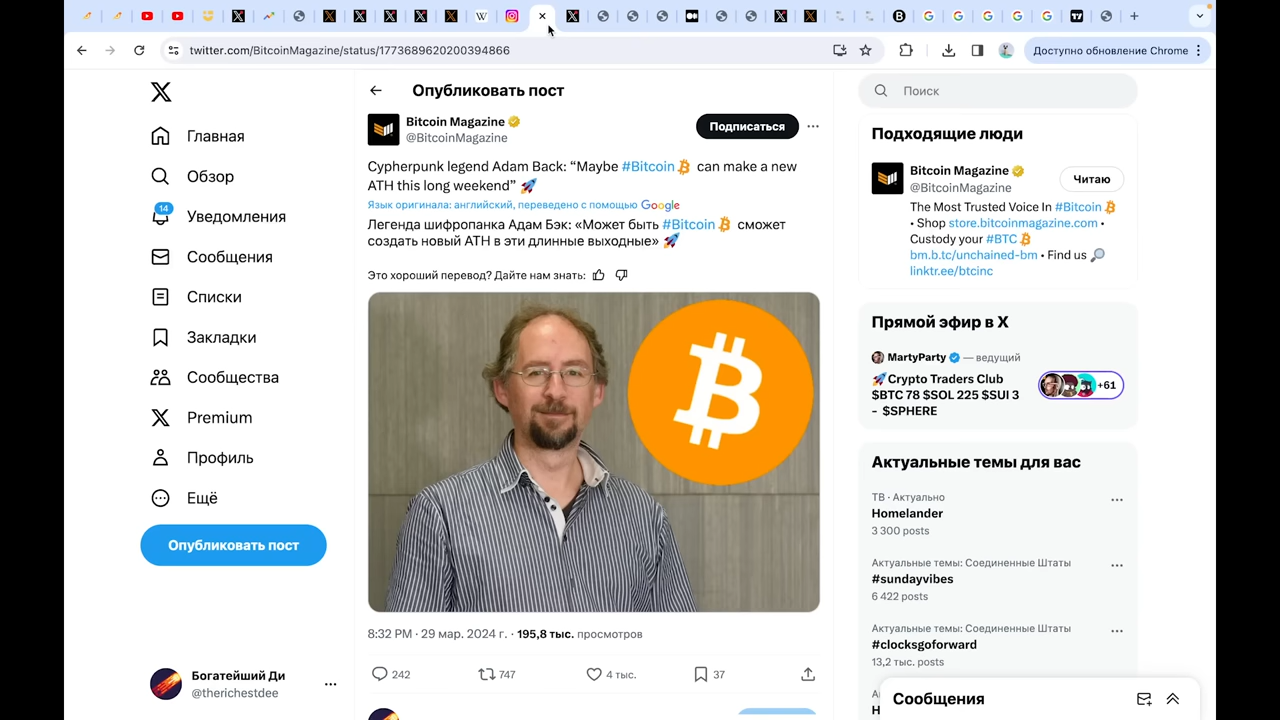 twitter.com/BitcoinMagazine/status/1773689620200394866
Доступно обновление Chrome
Главная
Обзор
14
Уведомления
Сообщения
Списки
Закладки
Сообщества
Premium
Профиль
Ещё
Опубликовать пост
Богатейший Ди
@therichestdee
Опубликовать пост
Bitcoin Magazine
@BitcoinMagazine
Подписаться
Cypherpunk legend Adam Back: “Maybe #Bitcoin can make a new
ATH this long weekend” 🚀
Язык оригинала: английский, переведено с помощью Google
Легенда шифропанка Адам Бэк: «Может быть #Bitcoin сможет
создать новый ATH в эти длинные выходные» 🚀
Это хороший перевод? Дайте нам знать:
8:32 PM · 29 мар. 2024 г. · 195,8 тыс. просмотров
242
747
4 тыс.
37
Поиск
Подходящие люди
Bitcoin Magazine
@BitcoinMagazine
Читаю
The Most Trusted Voice In #Bitcoin
• Shop store.bitcoinmagazine.com •
Custody your #BTC
bm.b.tc/unchained-bm • Find us 🔎
linktr.ee/btcinc
Прямой эфир в X
MartyParty — ведущий
🚀Crypto Traders Club
$BTC 78 $SOL 225 $SUI 3
- $SPHERE
+61
Актуальные темы для вас
ТВ · Актуально
Homelander
3 300 posts
Актуальные темы: Соединенные Штаты
#sundayvibes
6 422 posts
Актуальные темы: Соединенные Штаты
#clocksgoforward
13,2 тыс. posts
Сообщения